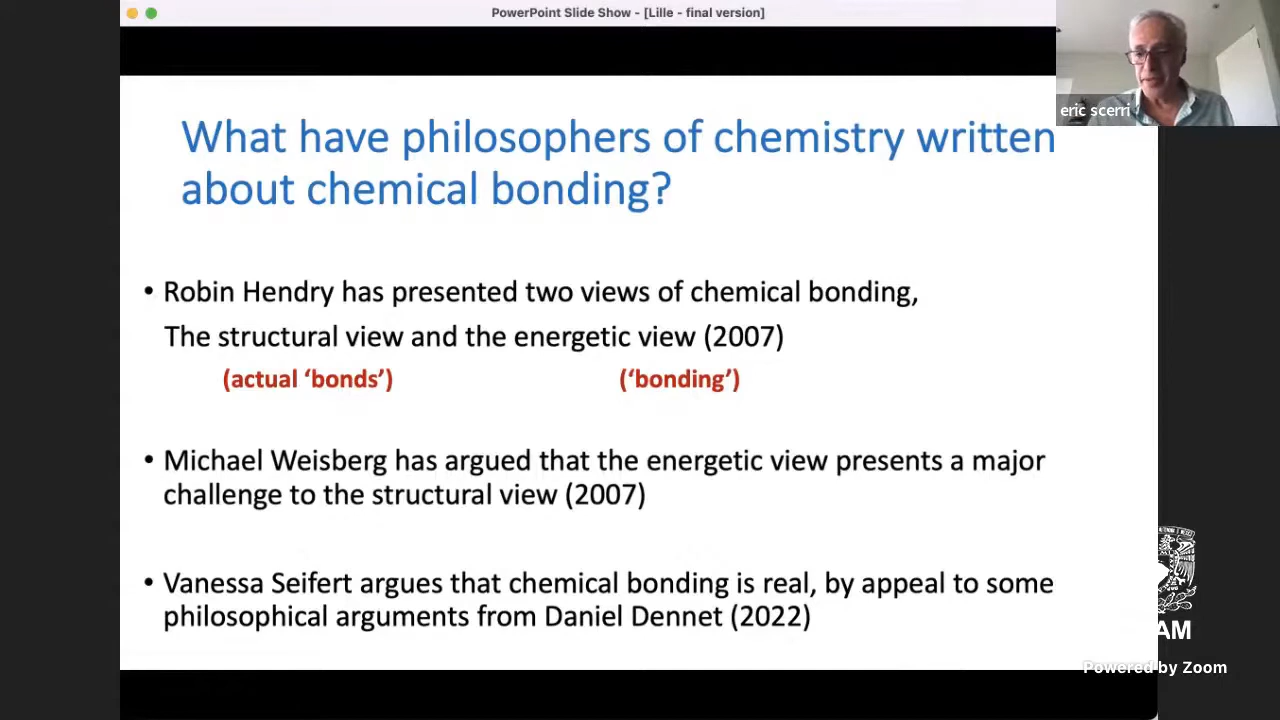 PowerPoint Slide Show - [Lille - final version]
eric scerri
What have philosophers of chemistry written
about chemical bonding?
• Robin Hendry has presented two views of chemical bonding,
The structural view and the energetic view (2007)
(actual ‘bonds’) (‘bonding’)
• Michael Weisberg has argued that the energetic view presents a major
challenge to the structural view (2007)
• Vanessa Seifert argues that chemical bonding is real, by appeal to some
philosophical arguments from Daniel Dennet (2022)
AM
Powered by Zoom